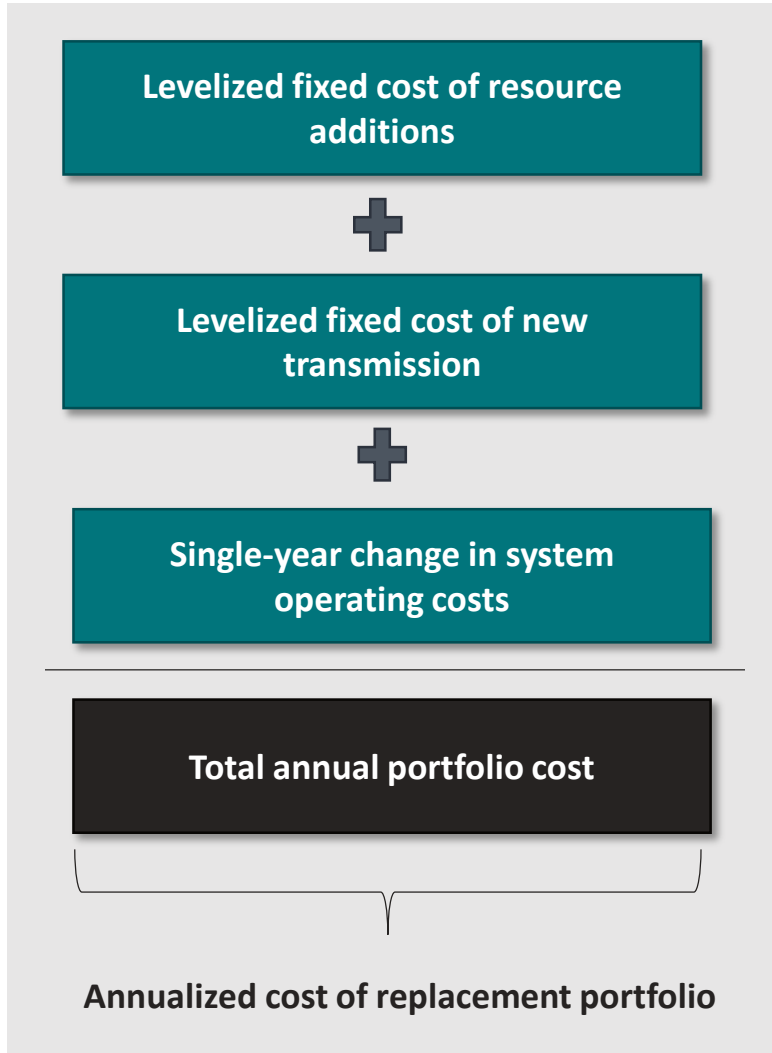 Levelized fixed cost of resource
additions
Levelized fixed cost of new
transmission
Single-year change in system
operating costs
Total annual portfolio cost
Annualized cost of replacement portfolio